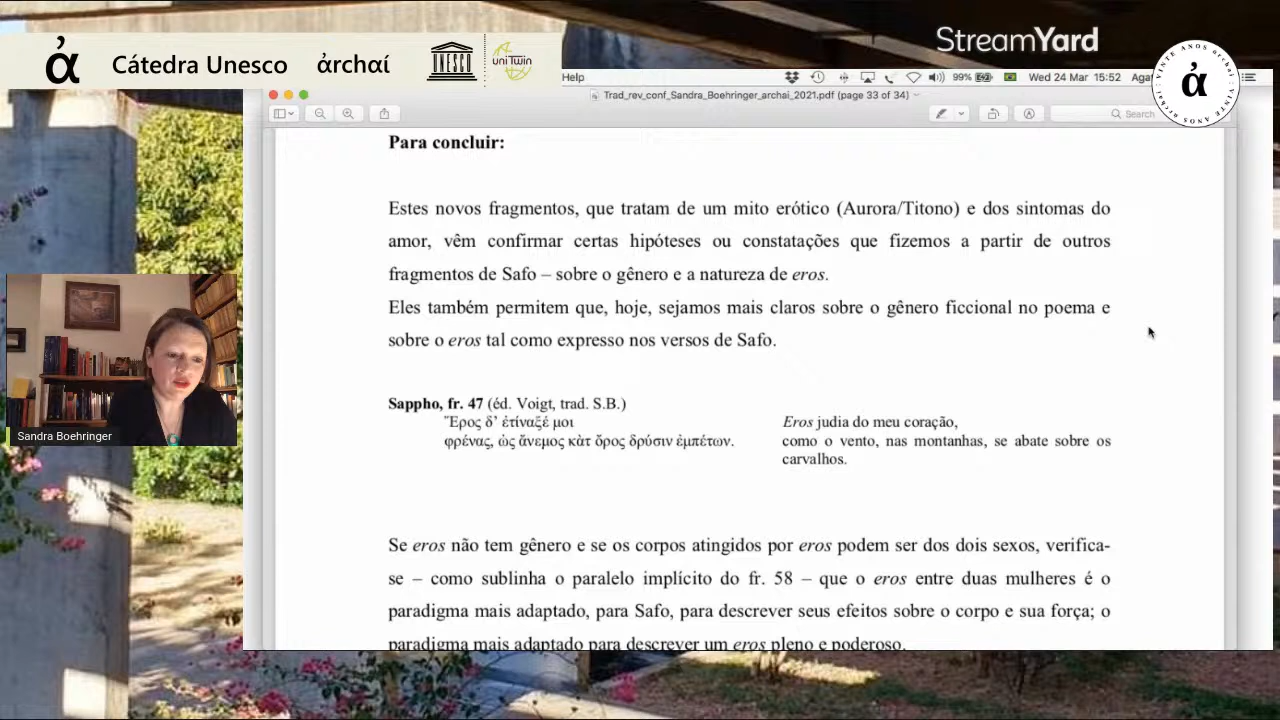 StreamYard
ἀ Cátedra Unesco ἀrchaí UNESCO uniTwin
VINTE ANOS archai
ἀ
Help 99% Wed 24 Mar 15:52 Aga
Trad_rev_conf_Sandra_Boehringer_archai_2021.pdf (page 33 of 34)
Search
Para concluir:
Estes novos fragmentos, que tratam de um mito erótico (Aurora/Titono) e dos sintomas do
amor, vêm confirmar certas hipóteses ou constatações que fizemos a partir de outros
fragmentos de Safo – sobre o gênero e a natureza de eros.
Eles também permitem que, hoje, sejamos mais claros sobre o gênero ficcional no poema e
sobre o eros tal como expresso nos versos de Safo.
Sappho, fr. 47 (éd. Voigt, trad. S.B.)
Ἔρος δ’ ἐτίναξέ μοι
φρένας, ὠς ἄνεμος κὰτ ὄρος δρύσιν ἐμπέτων.
Eros judia do meu coração,
como o vento, nas montanhas, se abate sobre os
carvalhos.
Se eros não tem gênero e se os corpos atingidos por eros podem ser dos dois sexos, verifica-
se – como sublinha o paralelo implícito do fr. 58 – que o eros entre duas mulheres é o
paradigma mais adaptado, para Safo, para descrever seus efeitos sobre o corpo e sua força; o
paradigma mais adaptado para descrever um eros pleno e poderoso.
Sandra Boehringer